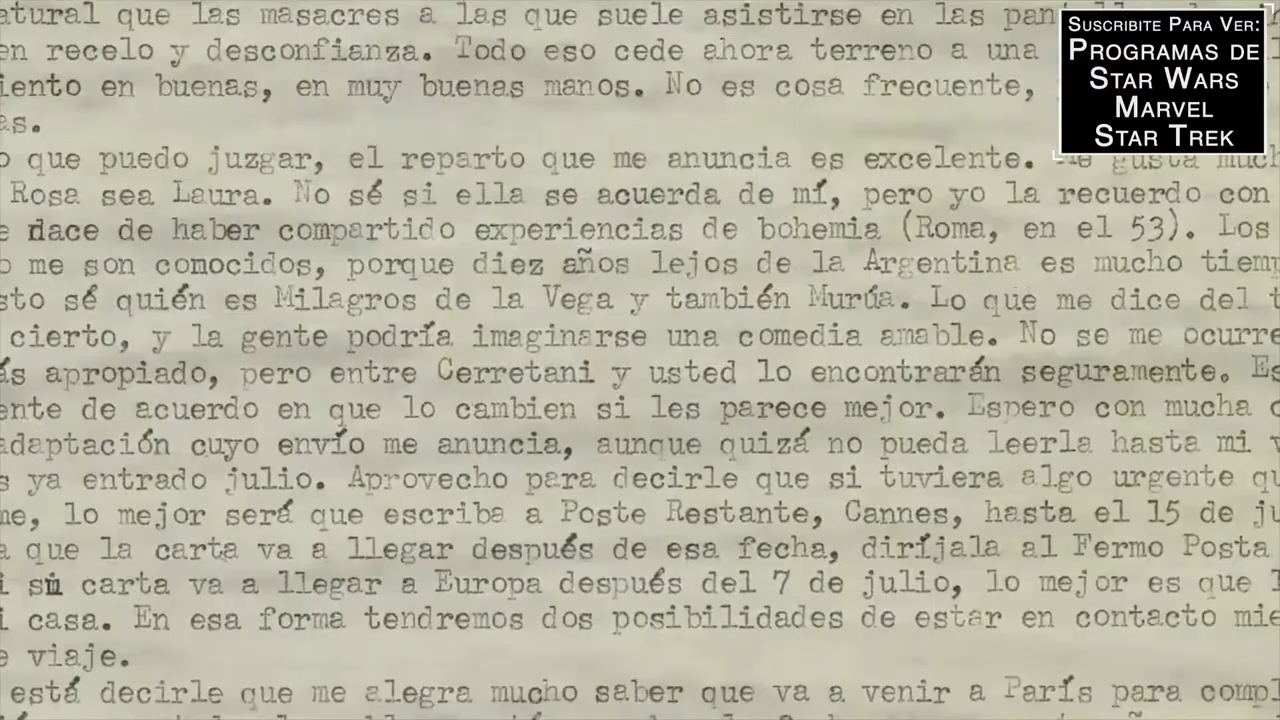 atural que las masacres a las que suele asistirse en las
en recelo y desconfianza. Todo eso cede ahora terreno a una
iento en buenas, en muy buenas manos. No es cosa frecuente,
as.
o que puedo juzgar, el reparto que me anuncia es excelente. Me gusta much
Rosa sea Laura. No sé si ella se acuerda de mí, pero yo la recuerdo con
e nace de haber compartido experiencias de bohemia (Roma, en el 53). Los
o me son comocidos, porque diez años lejos de la Argentina es mucho tiemp
sto sé quién es Milagros de la Vega y también Murúa. Lo que me dice del t
cierto, y la gente podría imaginarse una comedia amable. No se me ocurre
ás apropiado, pero entre Cerretani y usted lo encontrarán seguramente. Es
ente de acuerdo en que lo cambien si les parece mejor. Espero con mucha
adaptación cuyo envío me anuncia, aunque quizá no pueda leerla hasta mi v
s ya entrado julio. Aprovecho para decirle que si tuviera algo urgente qu
me, lo mejor será que escriba a Poste Restante, Cannes, hasta el 15 de ju
a que la carta va a llegar después de esa fecha, diríjala al Fermo Posta
i su carta va a llegar a Europa después del 7 de julio, lo mejor es que l
i casa. En esa forma tendremos dos posibilidades de estar en contacto mie
e viaje.
está decirle que me alegra mucho saber que va a venir a París para compl
Suscribite Para Ver:
Programas de
Star Wars
Marvel
Star Trek